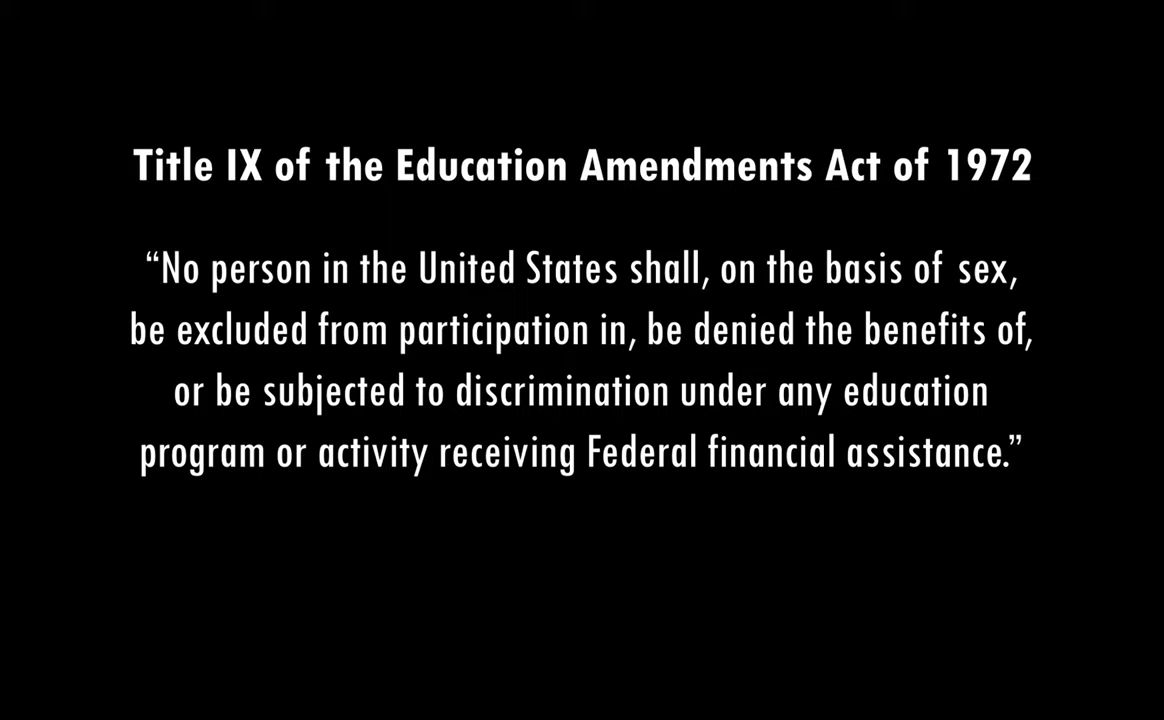 Title IX of the Education Amendments Act of 1972
“No person in the United States shall, on the basis of sex,
be excluded from participation in, be denied the benefits of,
or be subjected to discrimination under any education
program or activity receiving Federal financial assistance.”